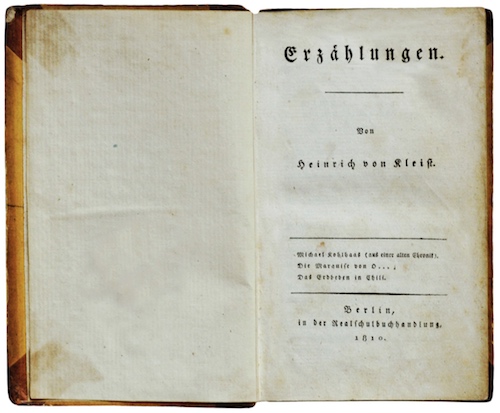 Erzählungen.
Von
Heinrich von Kleist.
Michael Kohlhaas (aus einer alten Chronik).
Die Marquise von O....;
Das Erdbeben in Chili.
Berlin,
in der Realschulbuchhandlung.
1810.